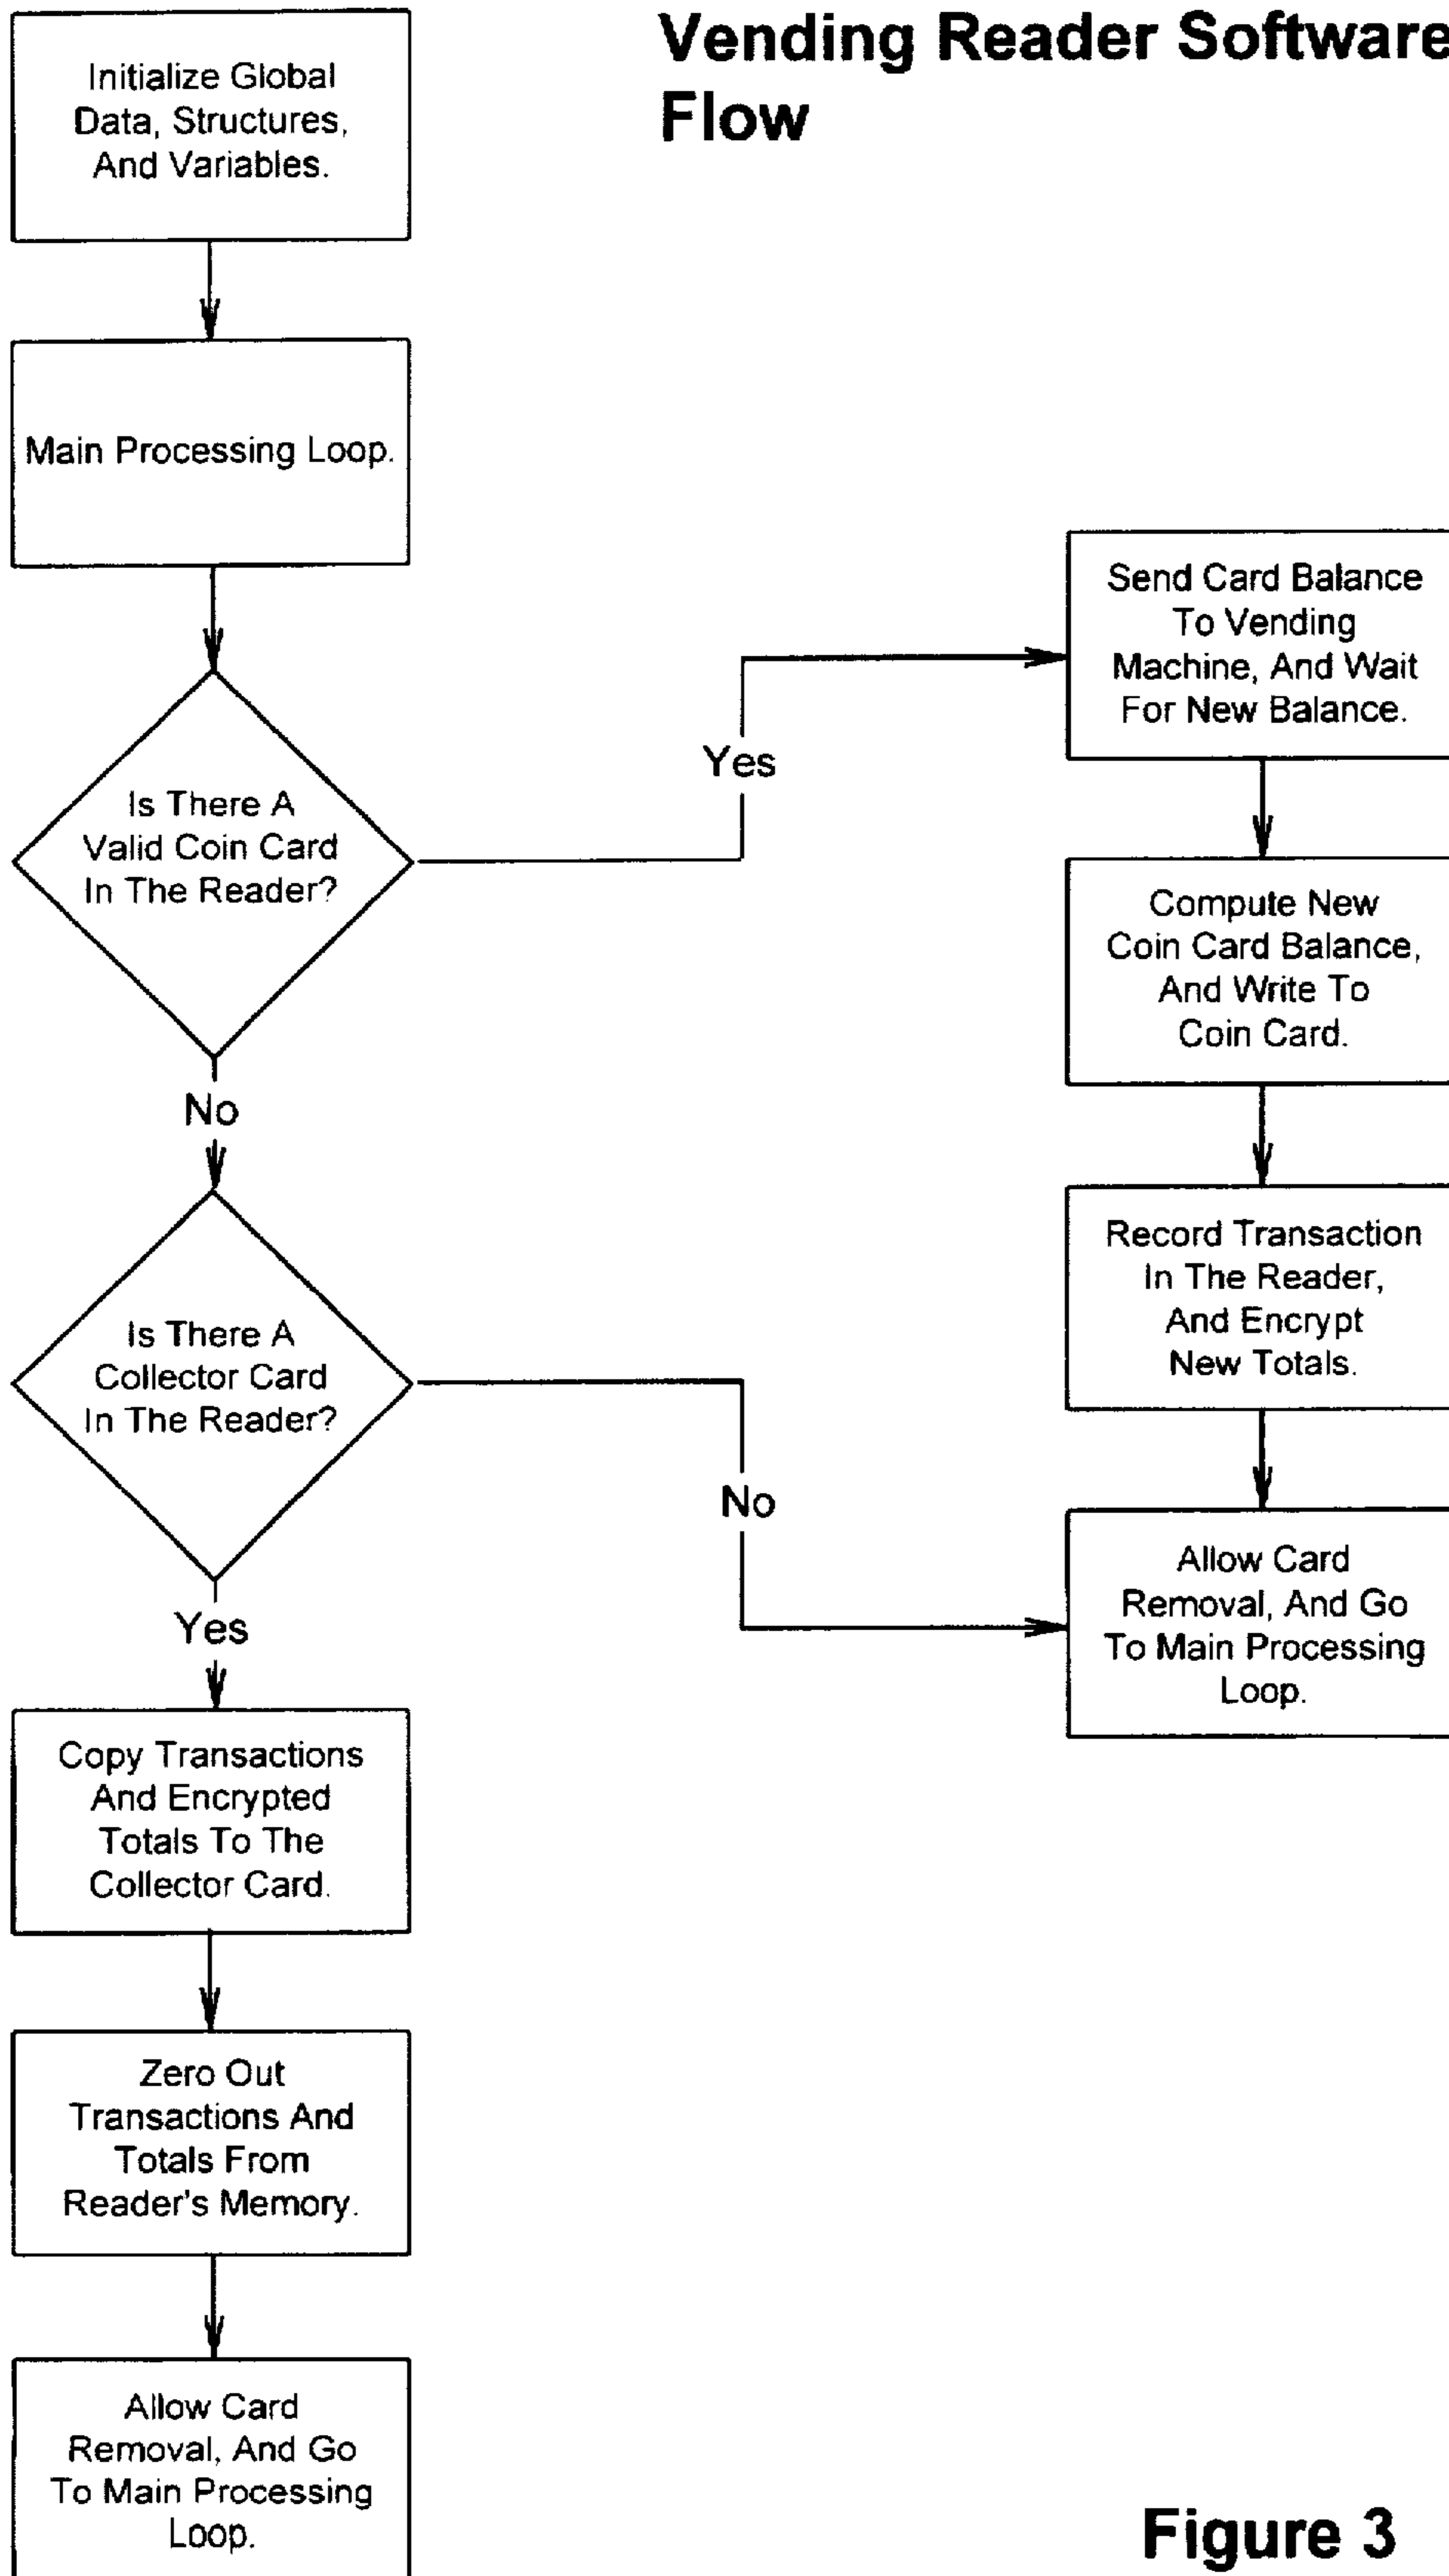 Vending Reader Software
Flow
Initialize Global
Data, Structures,
And Variables.
Main Processing Loop.
Is There A
Valid Coin Card
In The Reader?
Yes
No
Send Card Balance
To Vending
Machine, And Wait
For New Balance.
Compute New
Coin Card Balance,
And Write To
Coin Card.
Record Transaction
In The Reader,
And Encrypt
New Totals.
Allow Card
Removal, And Go
To Main Processing
Loop.
Is There A
Collector Card
In The Reader?
No
Yes
Copy Transactions
And Encrypted
Totals To The
Collector Card.
Zero Out
Transactions And
Totals From
Reader's Memory.
Allow Card
Removal, And Go
To Main Processing
Loop.
Figure 3